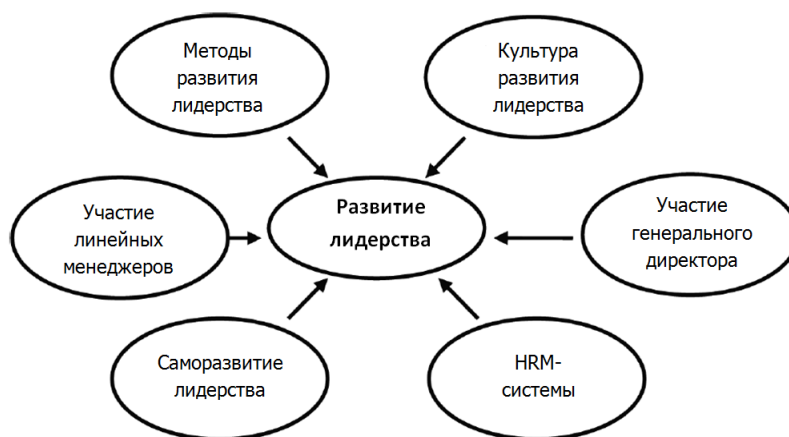 Методы
развития
лидерства
Культура
развития
лидерства
Участие
линейных
менеджеров
Развитие
лидерства
Участие
генерального
директора
Саморазвитие
лидерства
HRM-
системы